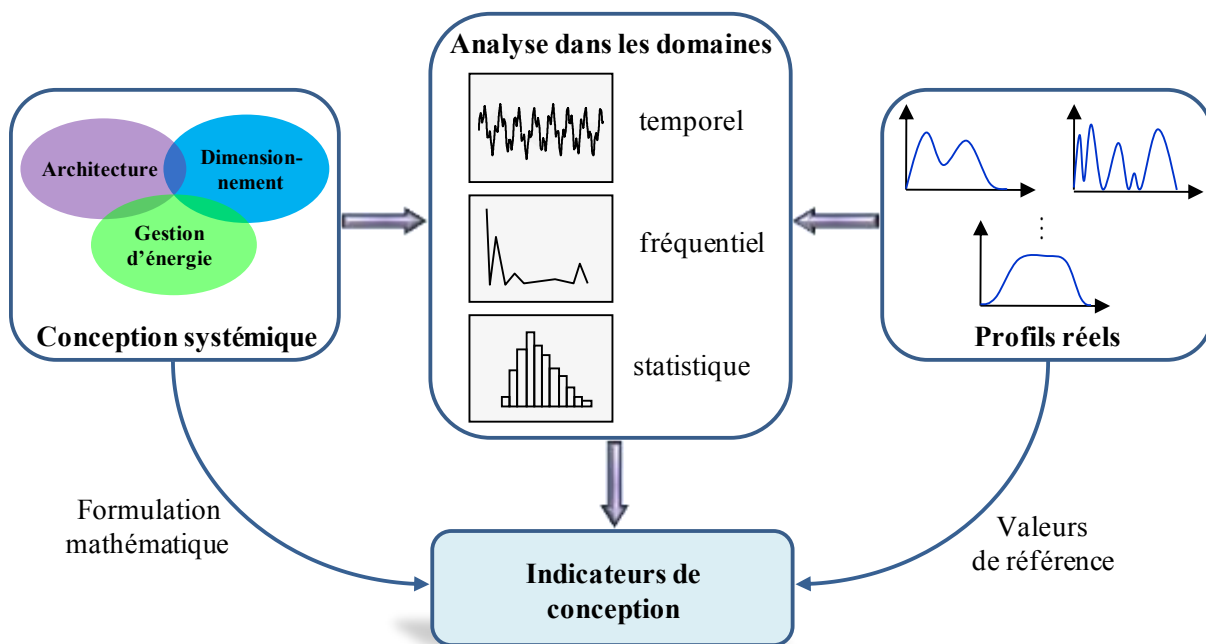 Analyse dans les domaines
temporel
fréquentiel
statistique
Architecture
Dimension-
nement
Gestion
d’énergie
Conception systémique
Profils réels
Formulation
mathématique
Valeurs
de référence
Indicateurs de
conception